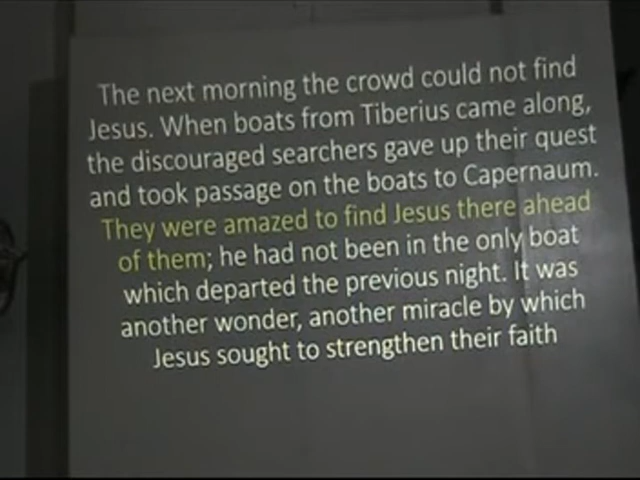 The next morning the crowd could not find
Jesus. When boats from Tiberius came along,
the discouraged searchers gave up their quest
and took passage on the boats to Capernaum.
They were amazed to find Jesus there ahead
of them; he had not been in the only boat
which departed the previous night. It was
another wonder, another miracle by which
Jesus sought to strengthen their faith